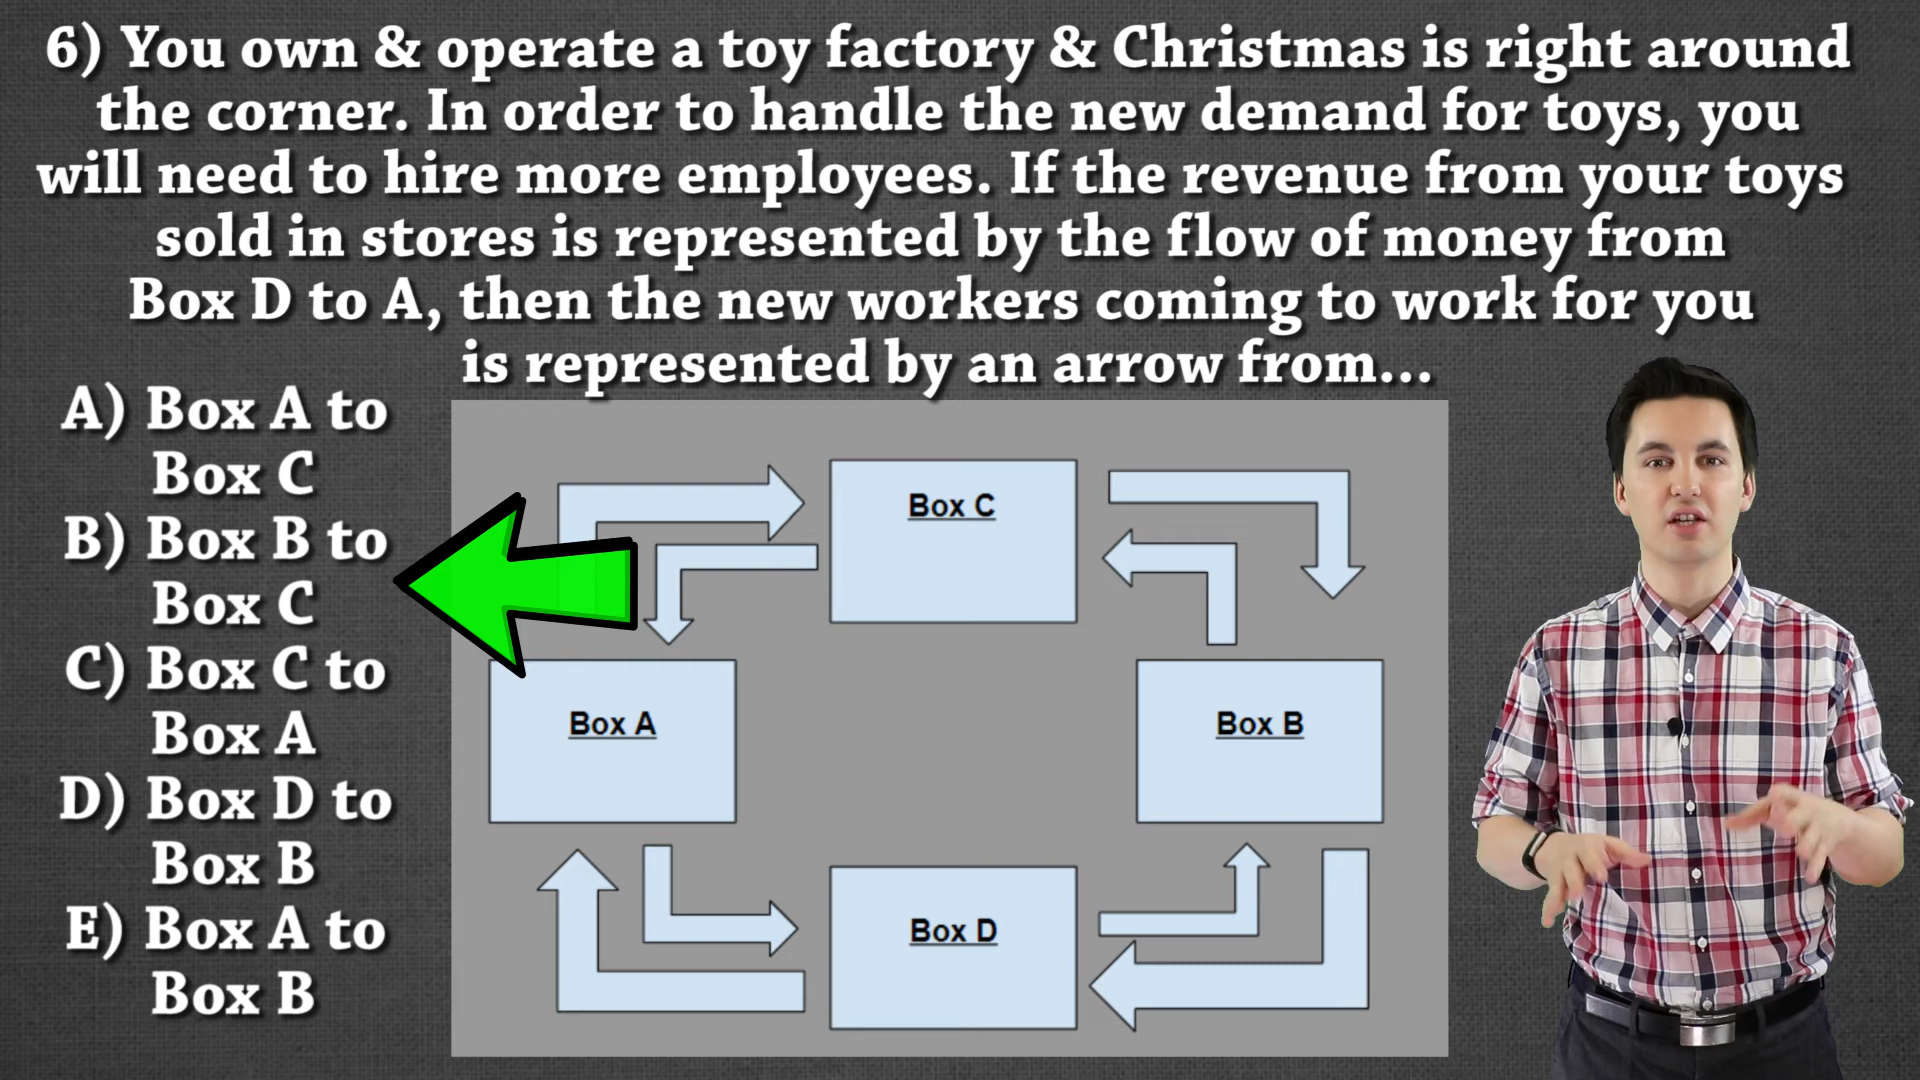 6) You own & operate a toy factory & Christmas is right around
the corner. In order to handle the new demand for toys, you
will need to hire more employees. If the revenue from your toys
sold in stores is represented by the flow of money from
Box D to A, then the new workers coming to work for you
is represented by an arrow from...
A) Box A to
Box C
B) Box B to
Box C
C) Box C to
Box A
D) Box D to
Box B
E) Box A to
Box B
Box C
Box A
Box B
Box D